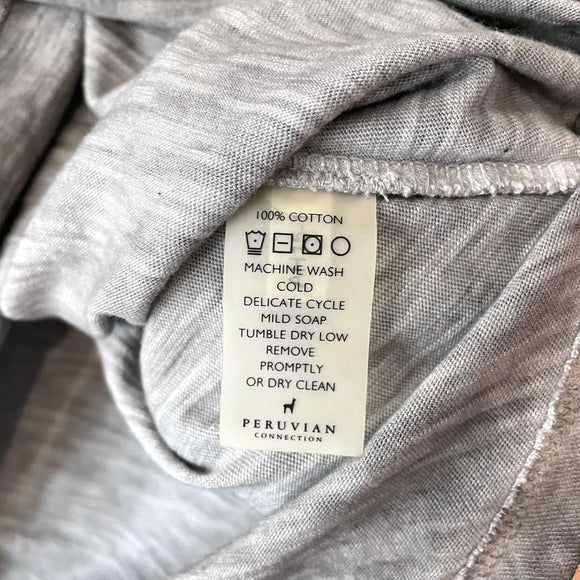 100% COTTON
MACHINE WASH
COLD
DELICATE CYCLE
MILD SOAP
TUMBLE DRY LOW
REMOVE
PROMPTLY
OR DRY CLEAN
PERUVIAN
CONNECTION